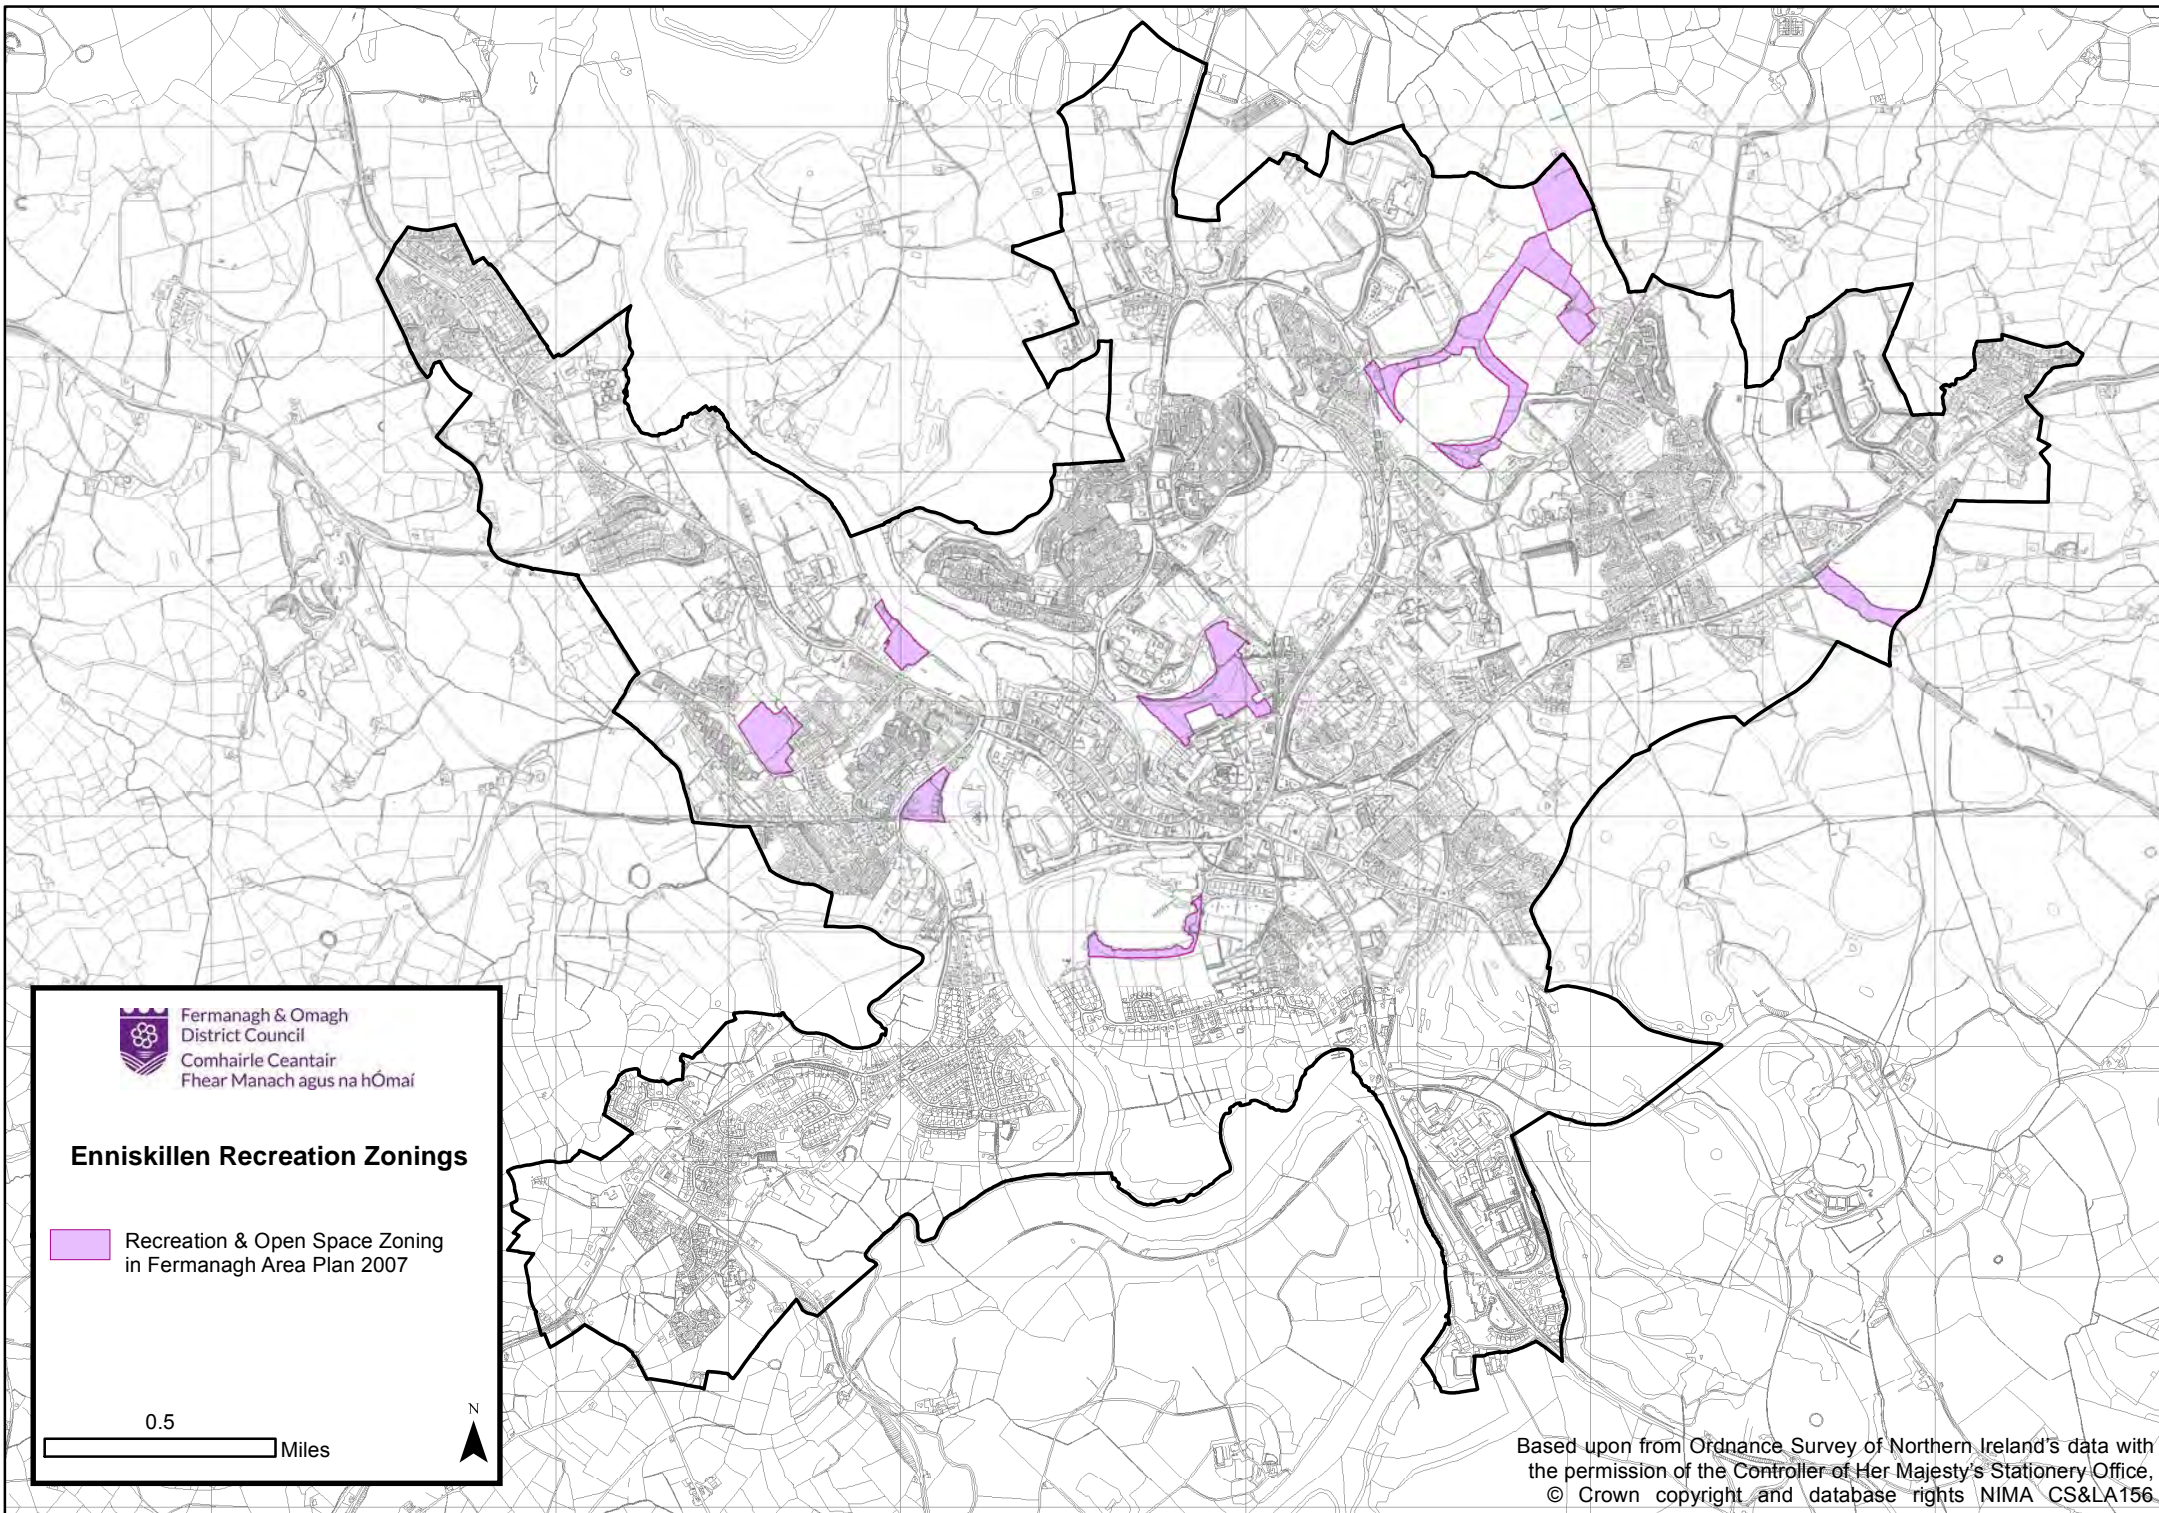 Fermanagh & Omagh
District Council
Comhairle Ceantair
Fhear Manach agus na hÓmaí
Enniskillen Recreation Zonings
Recreation & Open Space Zoning
in Fermanagh Area Plan 2007
0.5
Miles
N
Based upon from Ordnance Survey of Northern Ireland's data with
the permission of the Controller of Her Majesty's Stationery Office,
© Crown copyright and database rights NIMA CS&LA156